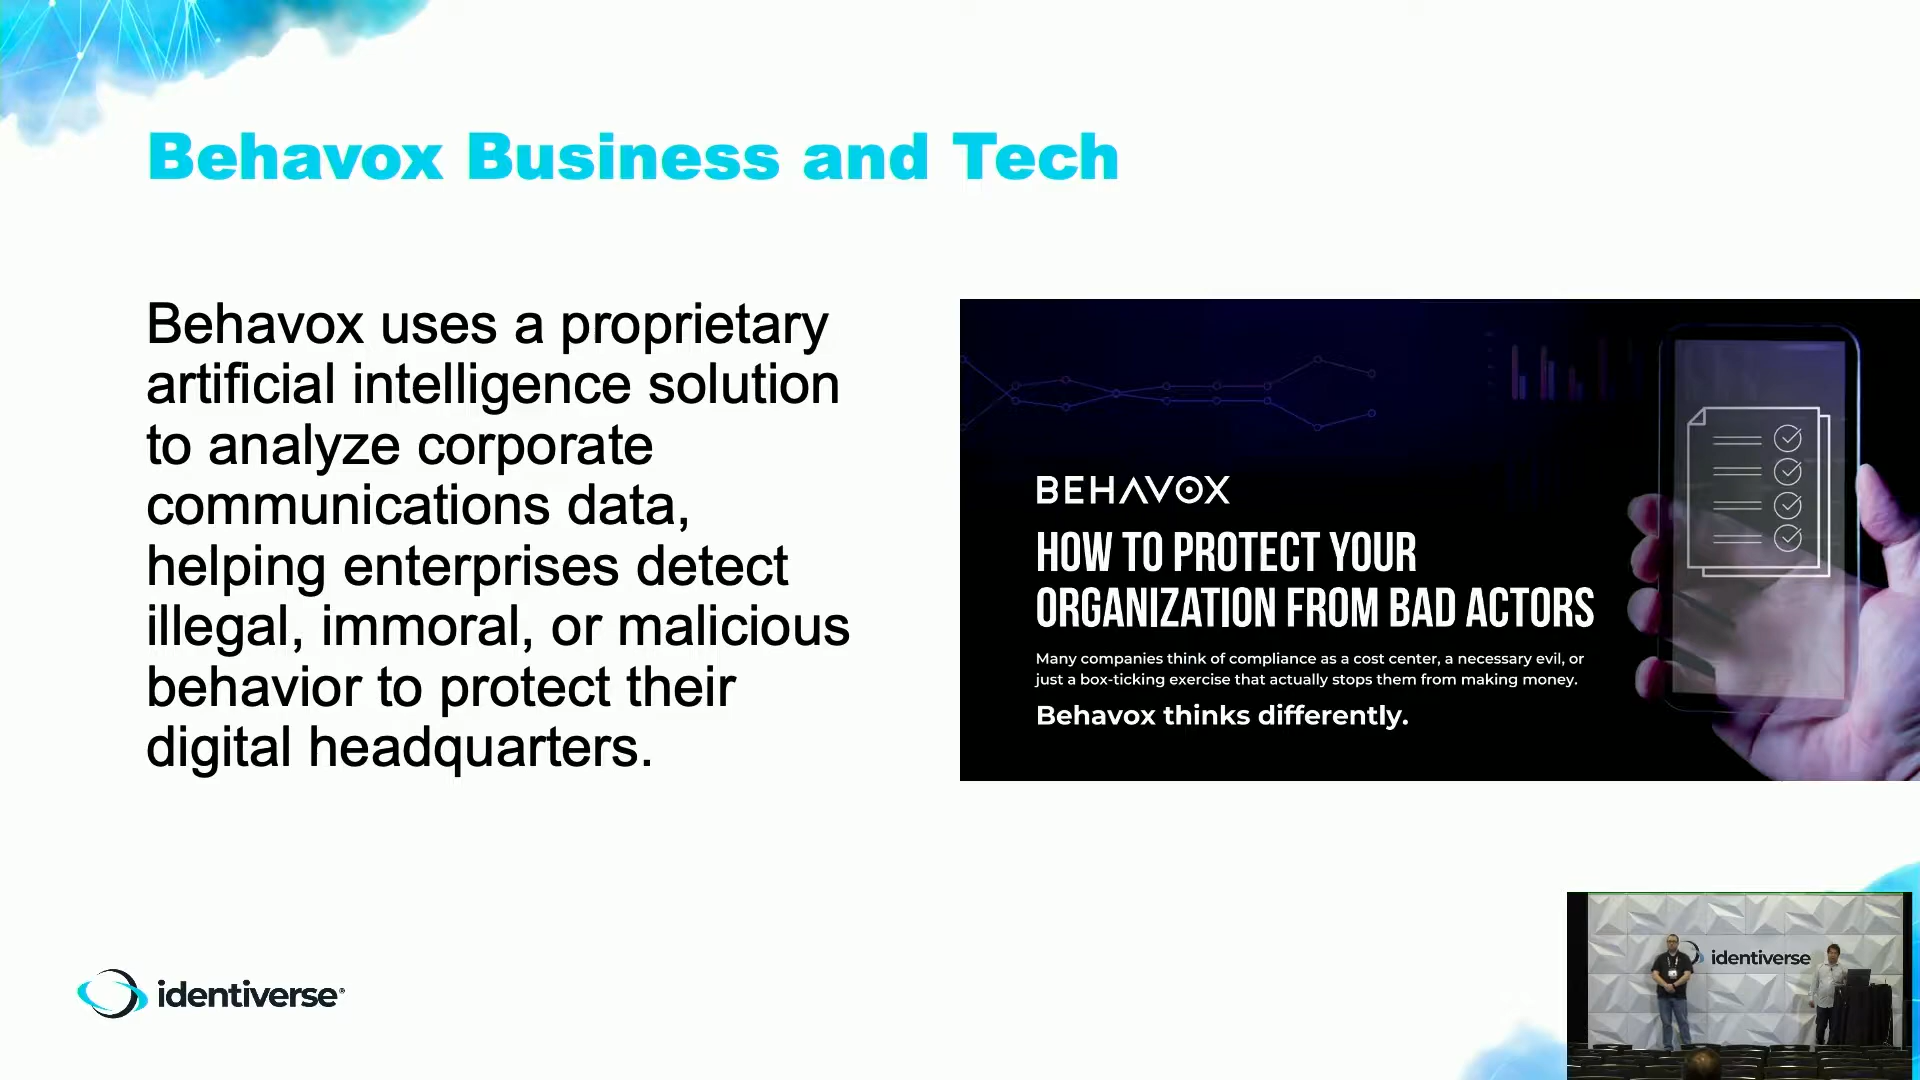 Behavox Business and Tech
Behavox uses a proprietary
artificial intelligence solution
to analyze corporate
communications data,
helping enterprises detect
illegal, immoral, or malicious
behavior to protect their
digital headquarters.
BEHAVOX
HOW TO PROTECT YOUR
ORGANIZATION FROM BAD ACTORS
Many companies think of compliance as a cost center, a necessary evil, or
just a box-ticking exercise that actually stops them from making money.
Behavox thinks differently.
identiverse®
identiverse